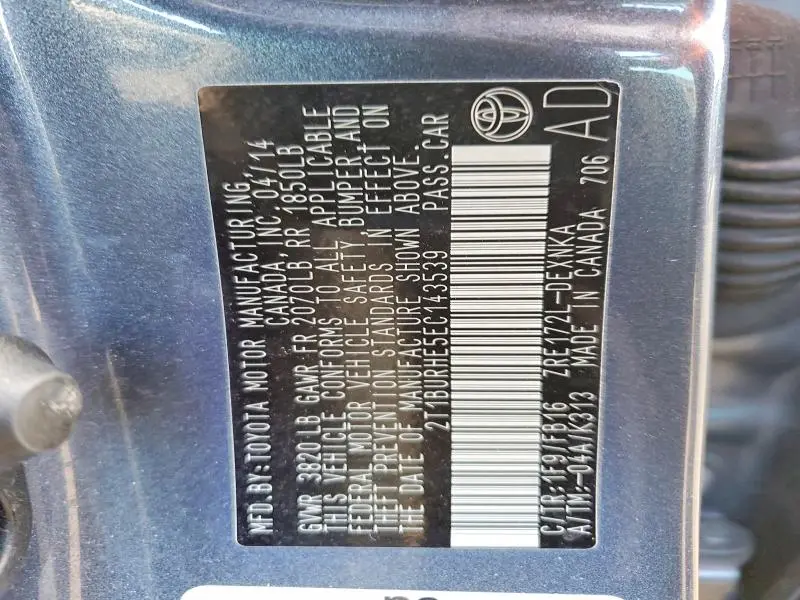 MFD.BY:TOYOTA MOTOR MANUFACTURING,
CANADA, INC. 04/14
GVWR 3820LB GAWR FR 2070LB RR 1850LB
THIS VEHICLE CONFORMS TO ALL APPLICABLE
FEDERAL MOTOR VEHICLE SAFETY, BUMPER, AND
THEFT PREVENTION STANDARDS IN EFFECT ON
THE DATE OF MANUFACTURE SHOWN ABOVE.
2T1BURHE5EC143539 PASS.CAR
C/TR:1F9/FB16 ZRE172L-DEXNKA
A/TM:-04A/K313 MADE IN CANADA 706 AD